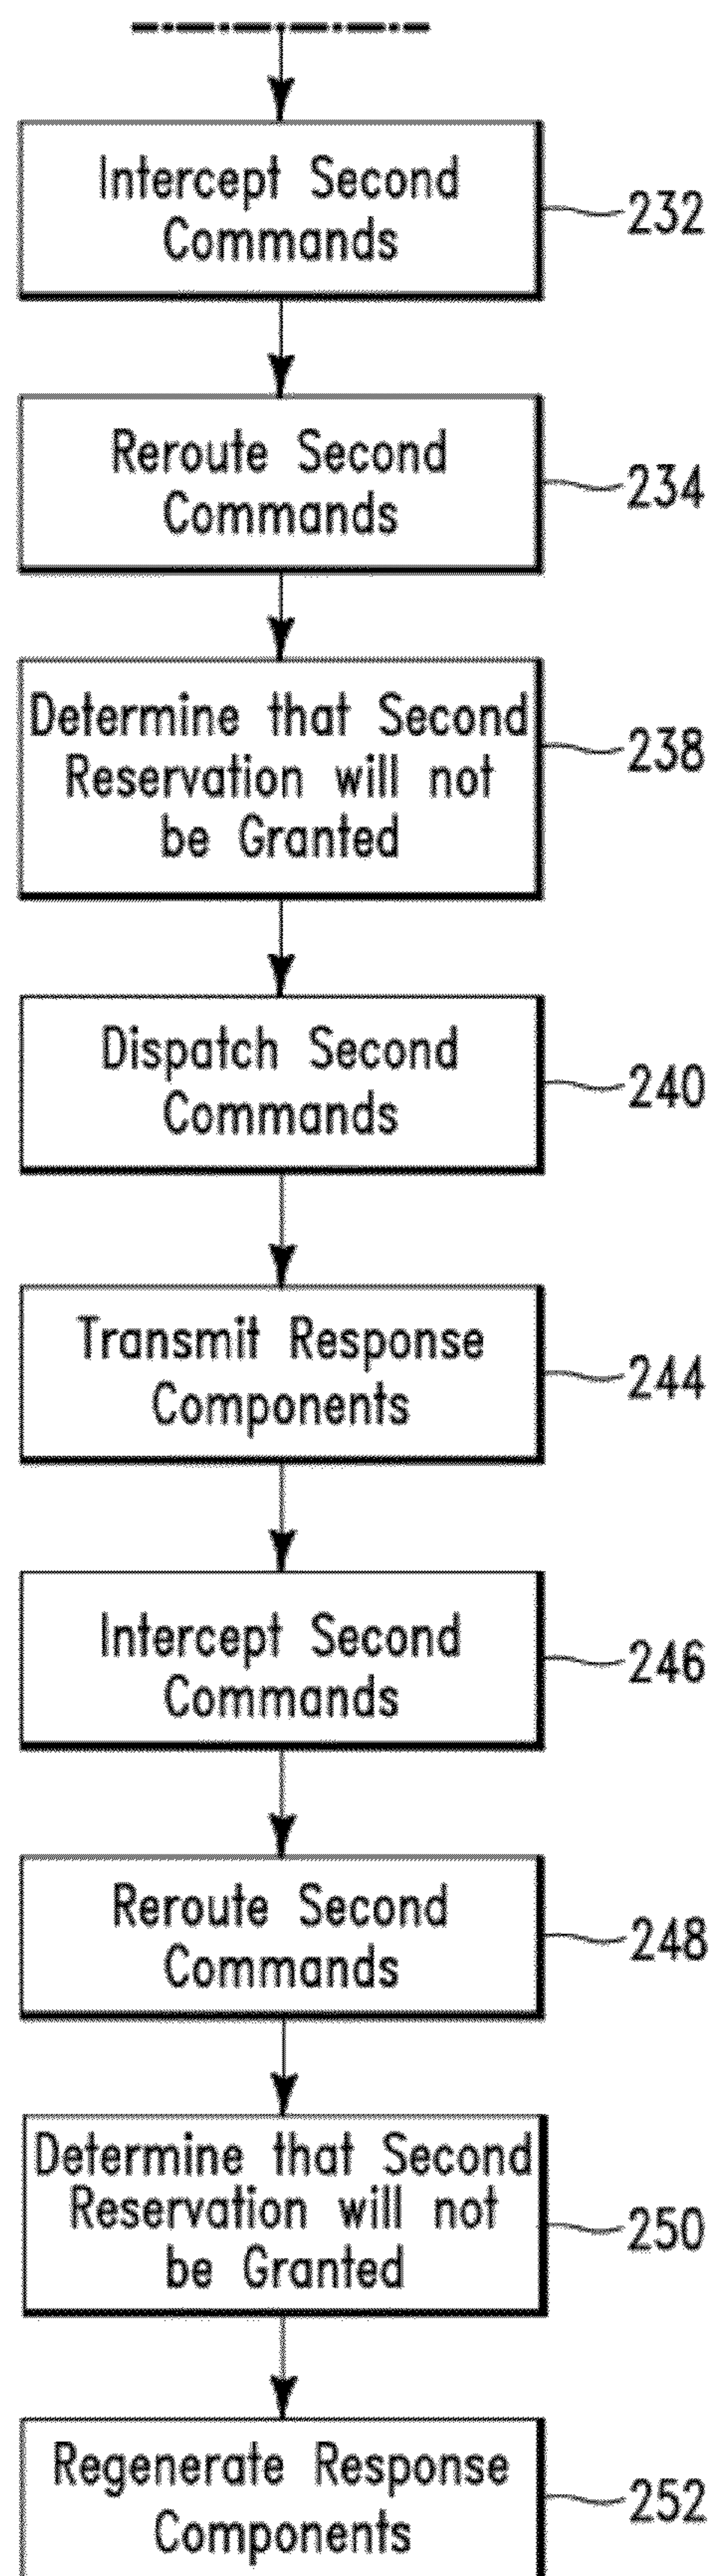 Intercept Second
Commands
232
Reroute Second
Commands
234
Determine that Second
Reservation will not
be Granted
238
Dispatch Second
Commands
240
Transmit Response
Components
244
Intercept Second
Commands
246
Reroute Second
Commands
248
Determine that Second
Reservation will not
be Granted
250
Regenerate Response
Components
252